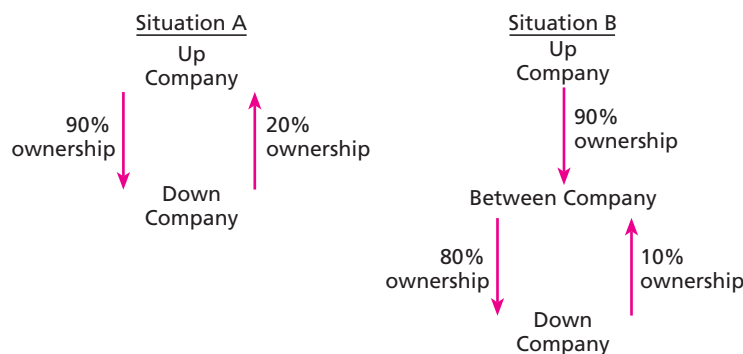 Situation A
Up
Company
90%
ownership
20%
ownership
Down
Company
Situation B
Up
Company
90%
ownership
Between Company
80%
ownership
10%
ownership
Down
Company